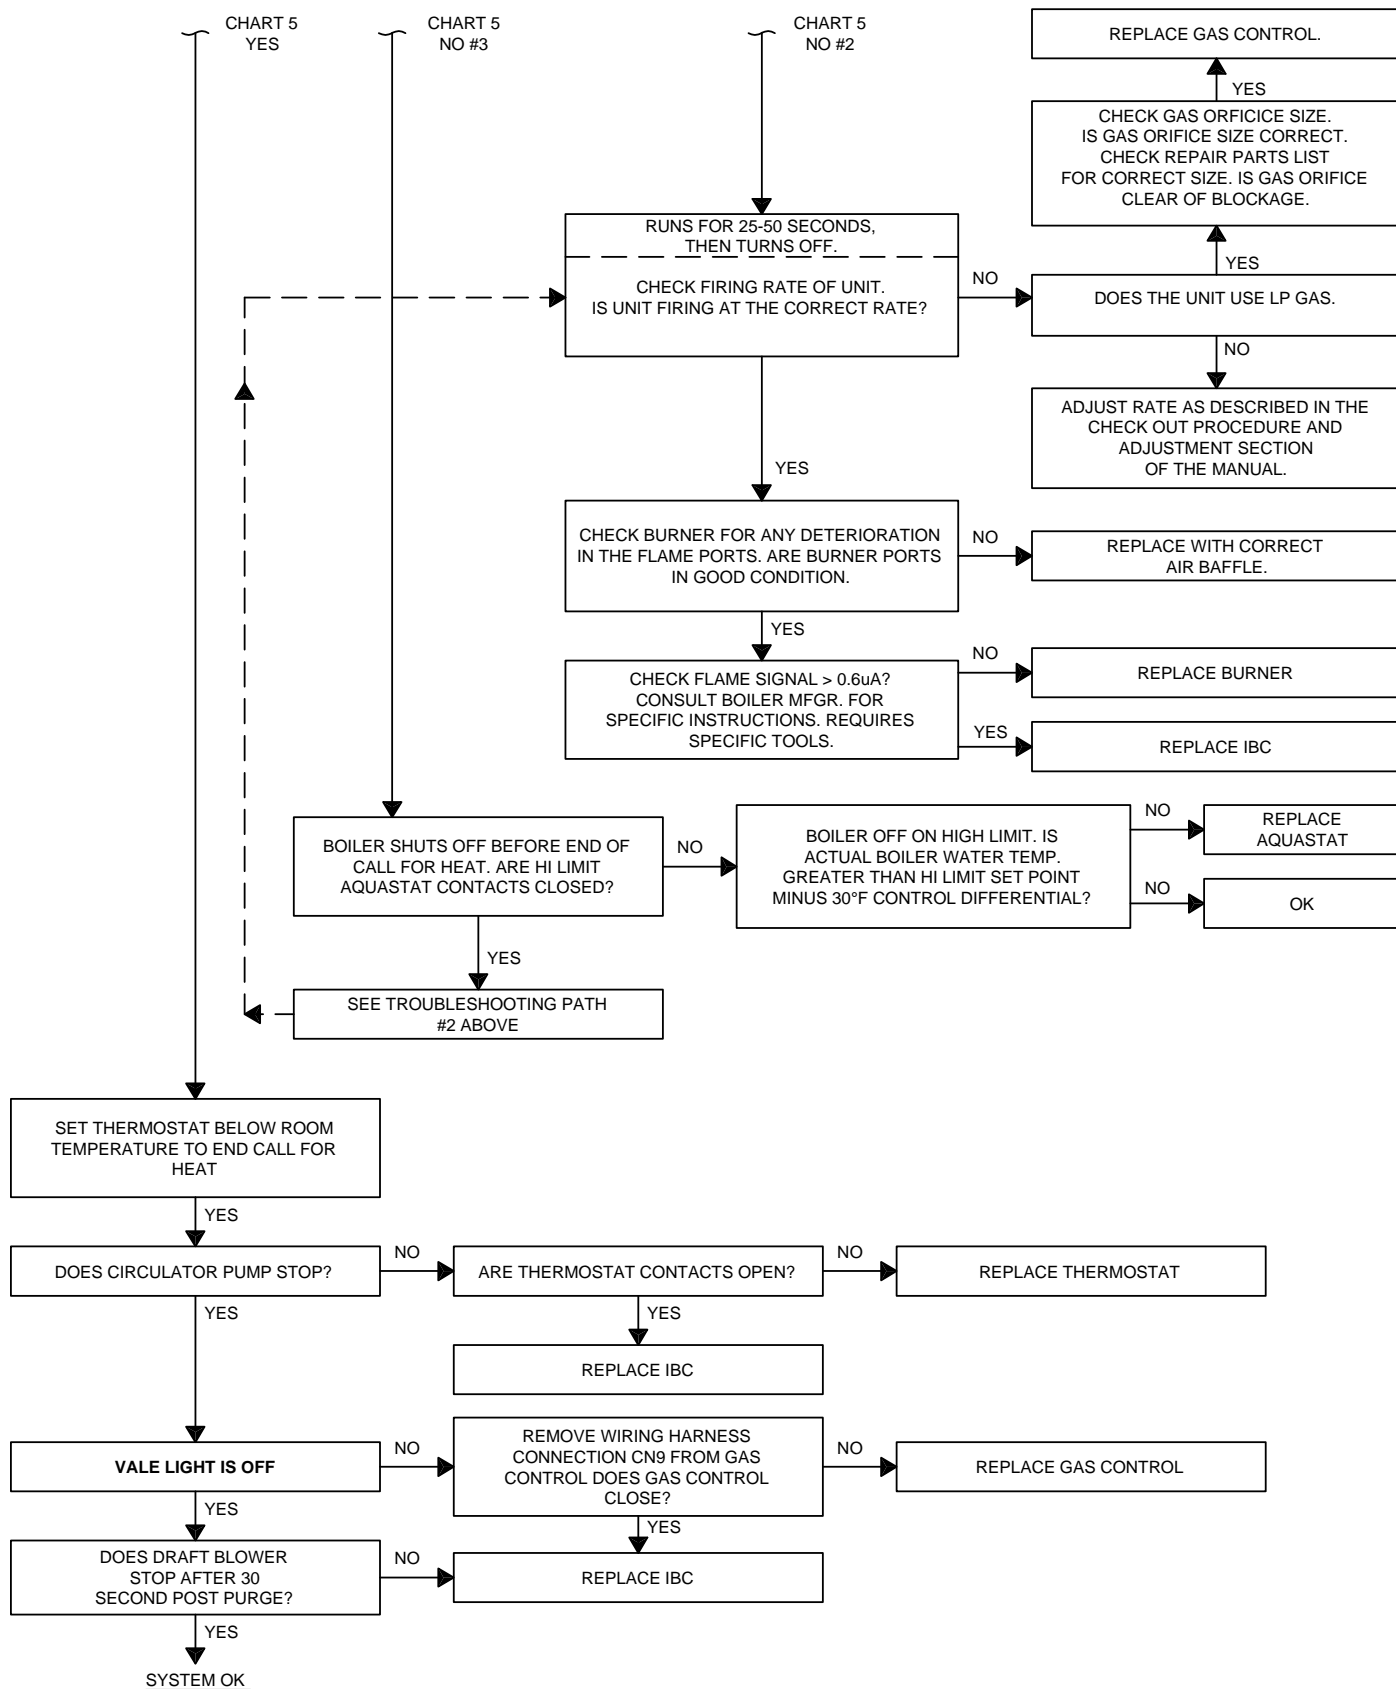 CHART 5
YES
CHART 5
NO #3
CHART 5
NO #2
REPLACE GAS CONTROL.
YES
CHECK GAS ORFICICE SIZE.
IS GAS ORIFICE SIZE CORRECT.
CHECK REPAIR PARTS LIST
FOR CORRECT SIZE. IS GAS ORIFICE
CLEAR OF BLOCKAGE.
YES
RUNS FOR 25-50 SECONDS,
THEN TURNS OFF.
CHECK FIRING RATE OF UNIT.
IS UNIT FIRING AT THE CORRECT RATE?
NO
DOES THE UNIT USE LP GAS.
NO
ADJUST RATE AS DESCRIBED IN THE
CHECK OUT PROCEDURE AND
ADJUSTMENT SECTION
OF THE MANUAL.
YES
CHECK BURNER FOR ANY DETERIORATION
IN THE FLAME PORTS. ARE BURNER PORTS
IN GOOD CONDITION.
NO
REPLACE WITH CORRECT
AIR BAFFLE.
YES
CHECK FLAME SIGNAL > 0.6uA?
CONSULT BOILER MFGR. FOR
SPECIFIC INSTRUCTIONS. REQUIRES
SPECIFIC TOOLS.
NO
REPLACE BURNER
YES
REPLACE IBC
BOILER SHUTS OFF BEFORE END OF
CALL FOR HEAT. ARE HI LIMIT
AQUASTAT CONTACTS CLOSED?
NO
BOILER OFF ON HIGH LIMIT. IS
ACTUAL BOILER WATER TEMP.
GREATER THAN HI LIMIT SET POINT
MINUS 30°F CONTROL DIFFERENTIAL?
NO
REPLACE
AQUASTAT
NO
OK
YES
SEE TROUBLESHOOTING PATH
#2 ABOVE
SET THERMOSTAT BELOW ROOM
TEMPERATURE TO END CALL FOR
HEAT
YES
DOES CIRCULATOR PUMP STOP?
NO
ARE THERMOSTAT CONTACTS OPEN?
NO
REPLACE THERMOSTAT
YES
YES
REPLACE IBC
VALE LIGHT IS OFF
NO
REMOVE WIRING HARNESS
CONNECTION CN9 FROM GAS
CONTROL DOES GAS CONTROL
CLOSE?
NO
REPLACE GAS CONTROL
YES
YES
DOES DRAFT BLOWER
STOP AFTER 30
SECOND POST PURGE?
NO
REPLACE IBC
YES
SYSTEM OK